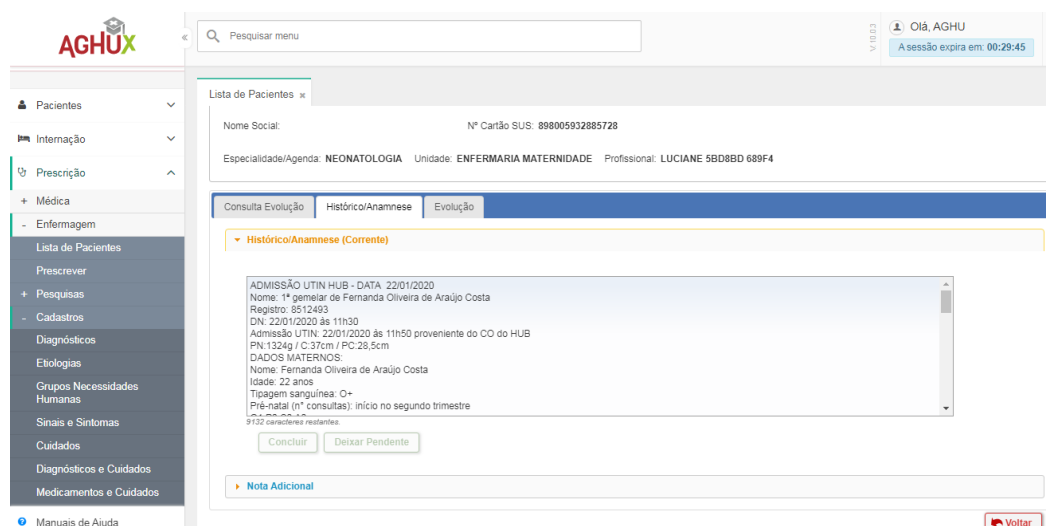 AGHUX
«
Pesquisar menu
V. 10.03
Olá, AGHU
A sessão expira em: 00:29:45
Pacientes
Internação
Prescrição
+ Médica
- Enfermagem
Lista de Pacientes
Prescrever
+ Pesquisas
- Cadastros
Diagnósticos
Etiologias
Grupos Necessidades
Humanas
Sinais e Sintomas
Cuidados
Diagnósticos e Cuidados
Medicamentos e Cuidados
Manuais de Ajuda
Lista de Pacientes ×
Nome Social: Nº Cartão SUS: 898005932885728
Especialidade/Agenda: NEONATOLOGIA Unidade: ENFERMARIA MATERNIDADE Profissional: LUCIANE 5BD8BD 689F4
Consulta Evolução Histórico/Anamnese Evolução
Histórico/Anamnese (Corrente)
ADMISSÃO UTIN HUB - DATA 22/01/2020
Nome: 1ª gemelar de Fernanda Oliveira de Araújo Costa
Registro: 8512493
DN: 22/01/2020 ás 11h30
Admissão UTIN: 22/01/2020 ás 11h50 proveniente do CO do HUB
PN:1324g / C:37cm / PC:28,5cm
DADOS MATERNOS:
Nome: Fernanda Oliveira de Araújo Costa
Idade: 22 anos
Tipagem sanguínea: O+
Pré-natal (n° consultas): início no segundo trimestre
9132 caracteres restantes.
Concluir Deixar Pendente
Nota Adicional
Voltar